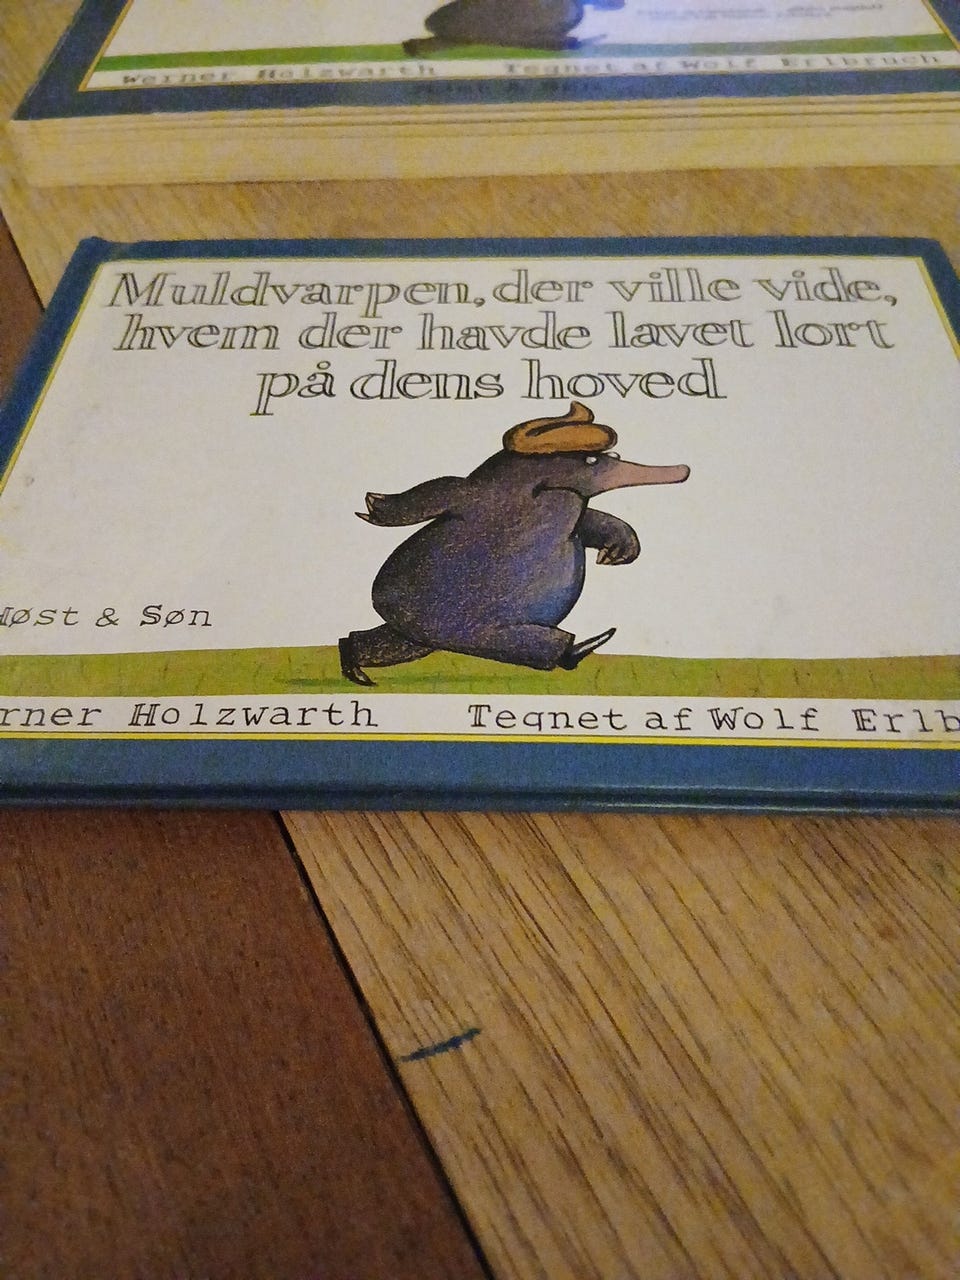 Werner Holzwarth Tegnet af Wolf Erlbruch
Muldvarpen, der ville vide,
hvem der havde lavet lort
på dens hoved
Høst & Søn
rner Holzwarth Tegnet af Wolf Erlb